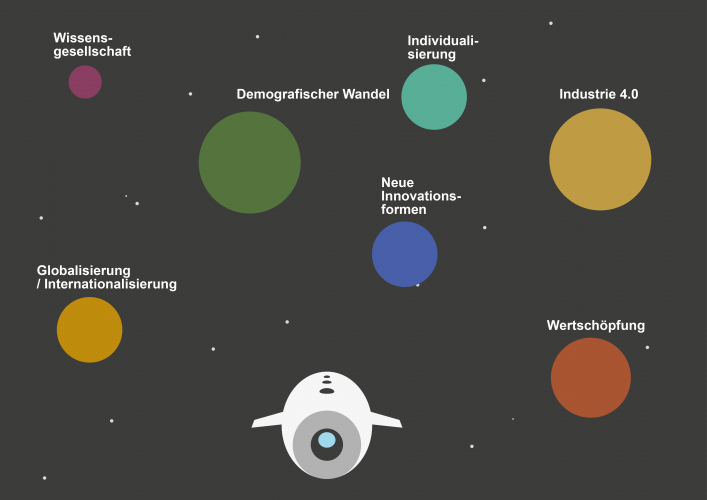 Wissens-
gesellschaft
Individuali-
sierung
Demografischer Wandel
Industrie 4.0
Neue
Innovations-
formen
Globalisierung
/ Internationalisierung
Wertschöpfung